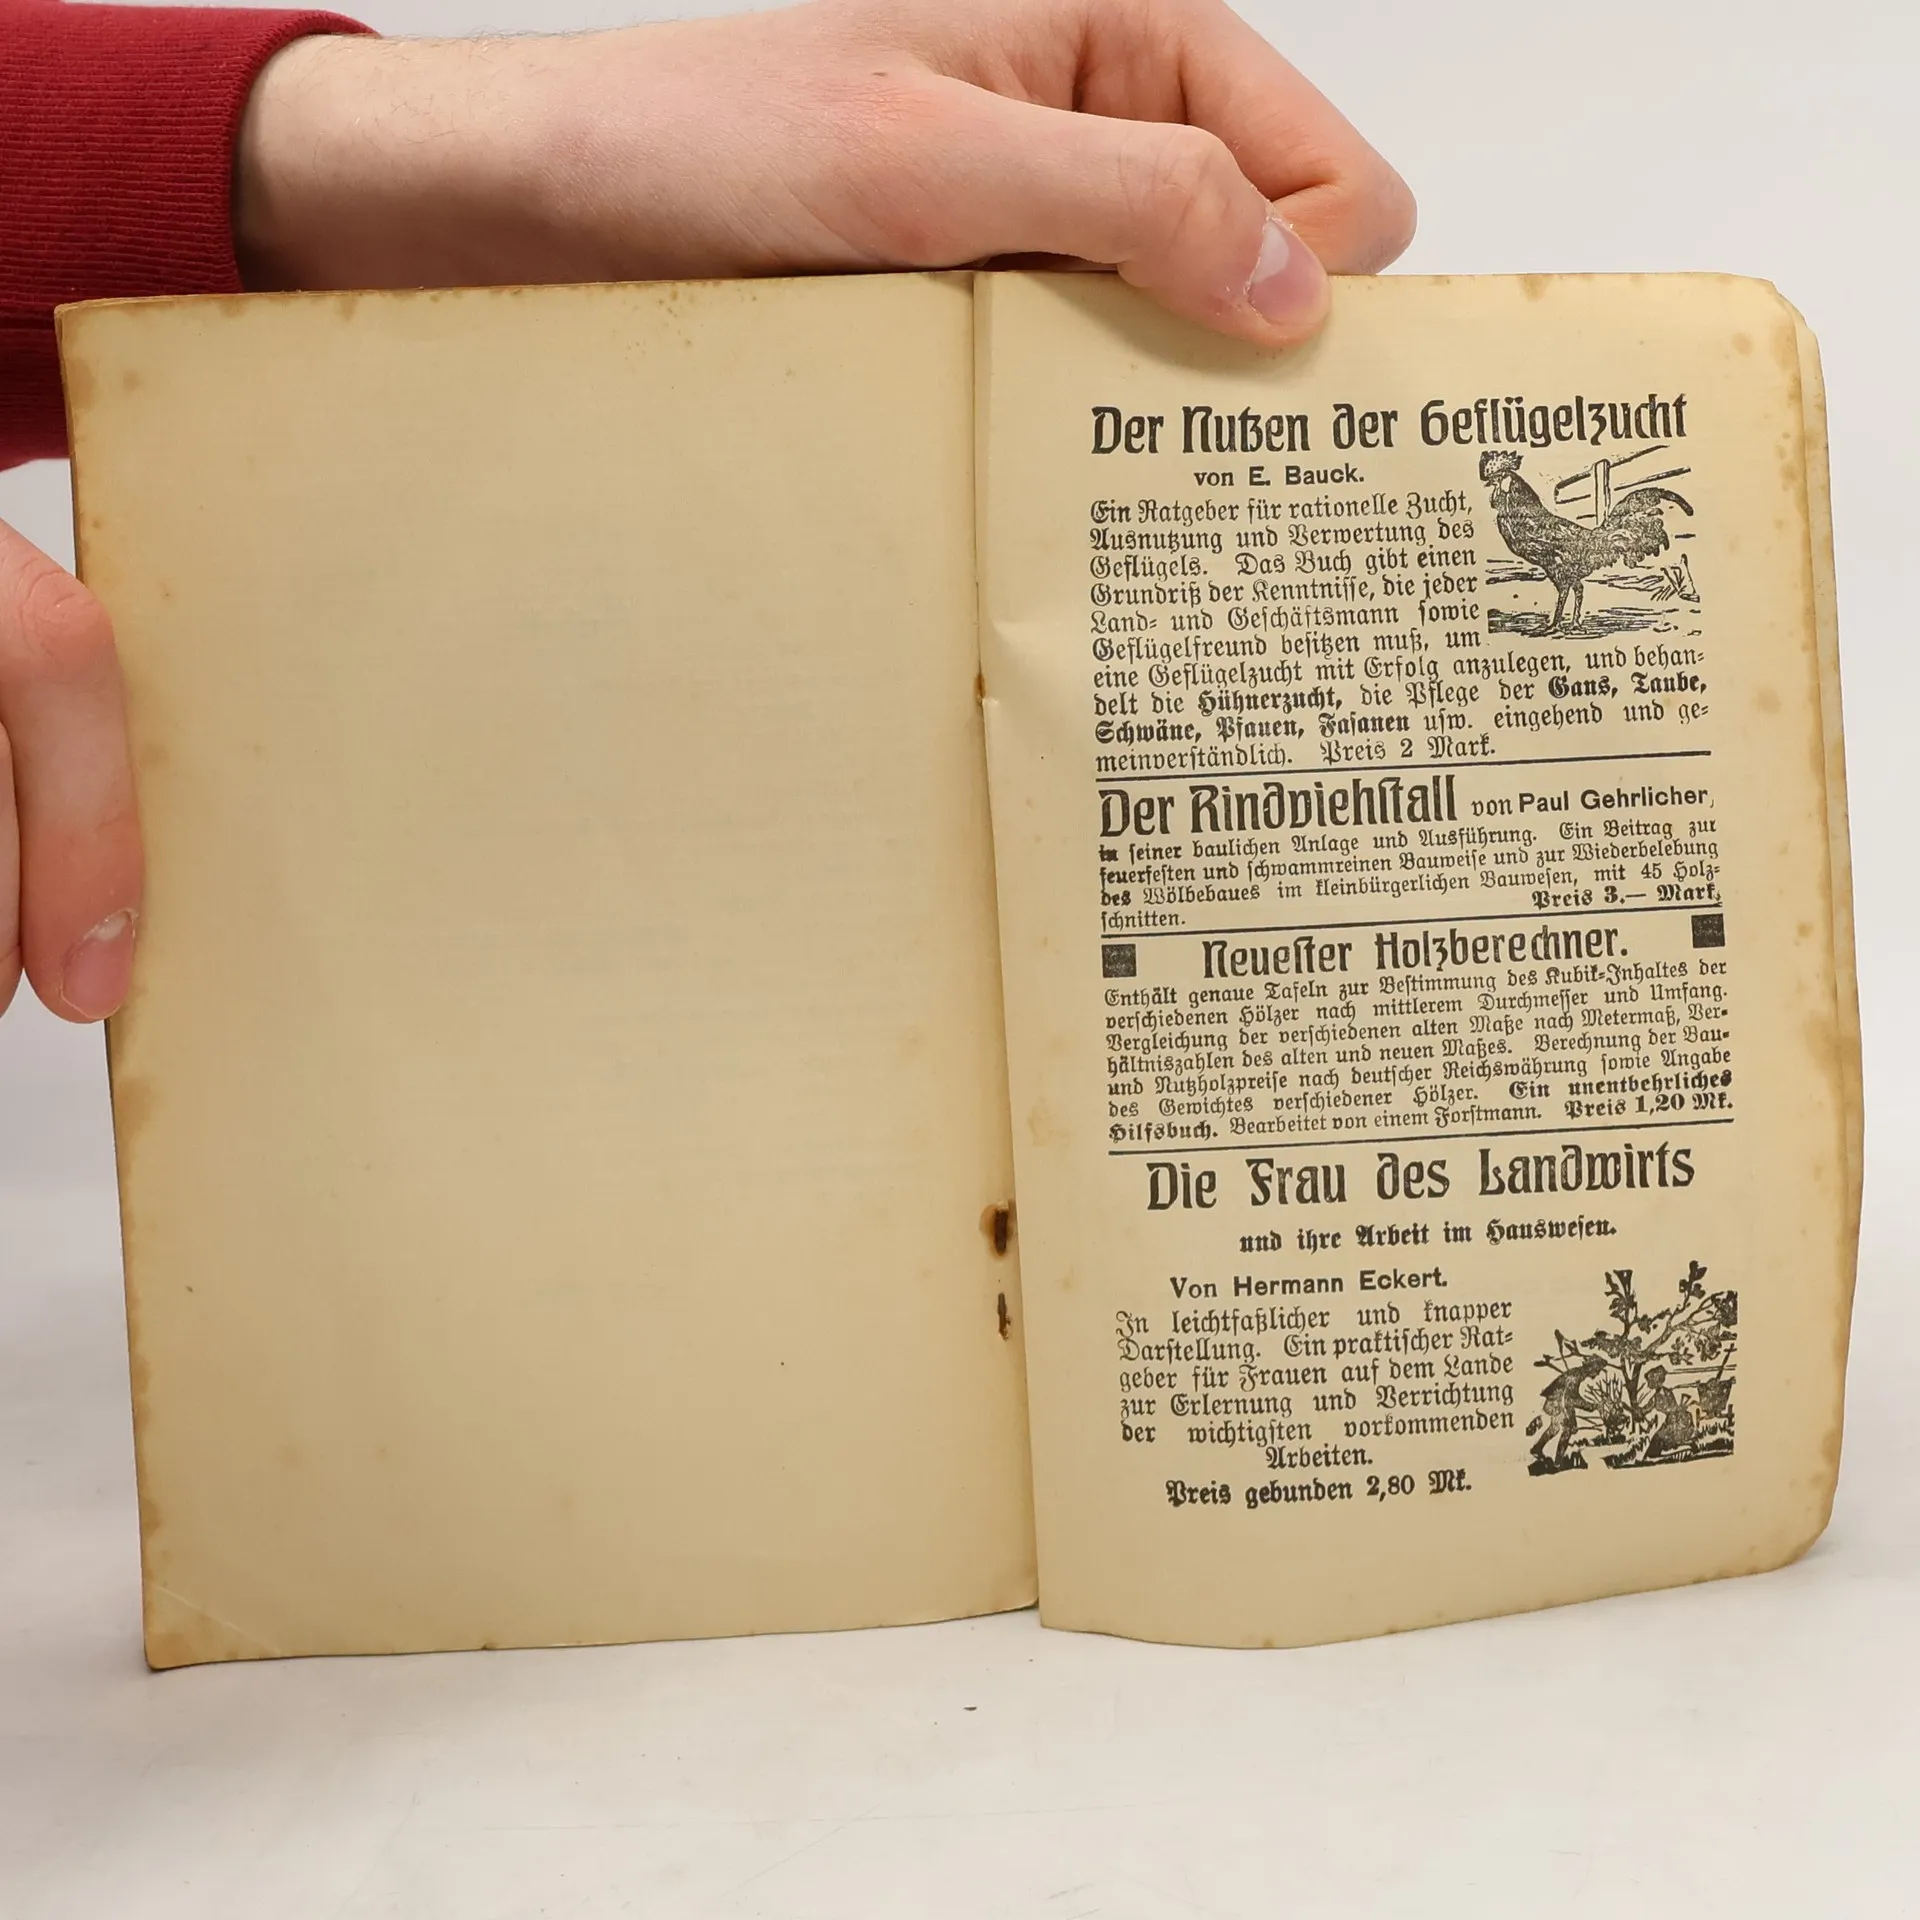 Der Nutzen der Geflügelzucht
von E. Bauck.
Ein Ratgeber für rationelle Zucht,
Ausnutzung und Verwertung des
Geflügels. Das Buch gibt einen
Grundriß der Kenntniſſe, die jeder
Land- und Geſchäftsmann ſowie
Geflügelfreund beſitzen muß, um
eine Geflügelzucht mit Erfolg anzulegen, und behan-
delt die Hühnerzucht, die Pflege der Gans, Taube,
Schwäne, Pfauen, Faſanen uſw. eingehend und ge-
meinverſtändlich. Preis 2 Mark.
Der Rindviehſtall von Paul Gehrlicher,
in ſeiner baulichen Anlage und Ausführung. Ein Beitrag zur
feuerfeſten und ſchwammreinen Bauweiſe und zur Wiederbelebung
des Wölbebaues im kleinbürgerlichen Bauweſen, mit 45 Holz-
ſchnitten. Preis 3.— Mark.
Neueſter Holzberechner.
Enthält genaue Tafeln zur Beſtimmung des Kubik-Inhaltes der
verſchiedenen Hölzer nach mittlerem Durchmeſſer und Umfang.
Vergleichung der verſchiedenen alten Maße nach Metermaß, Ver-
hältniszahlen des alten und neuen Maßes. Berechnung der Bau-
und Nutzholzpreiſe nach deutſcher Reichswährung ſowie Angabe
des Gewichtes verſchiedener Hölzer. Ein unentbehrliches
Hilfsbuch. Bearbeitet von einem Forſtmann. Preis 1,20 Mk.
Die Frau des Landwirts
und ihre Arbeit im Hausweſen.
Von Hermann Eckert.
In leichtfaßlicher und knapper
Darſtellung. Ein praktiſcher Rat-
geber für Frauen auf dem Lande
zur Erlernung und Verrichtung
der wichtigſten vorkommenden
Arbeiten.
Preis gebunden 2,80 Mk.